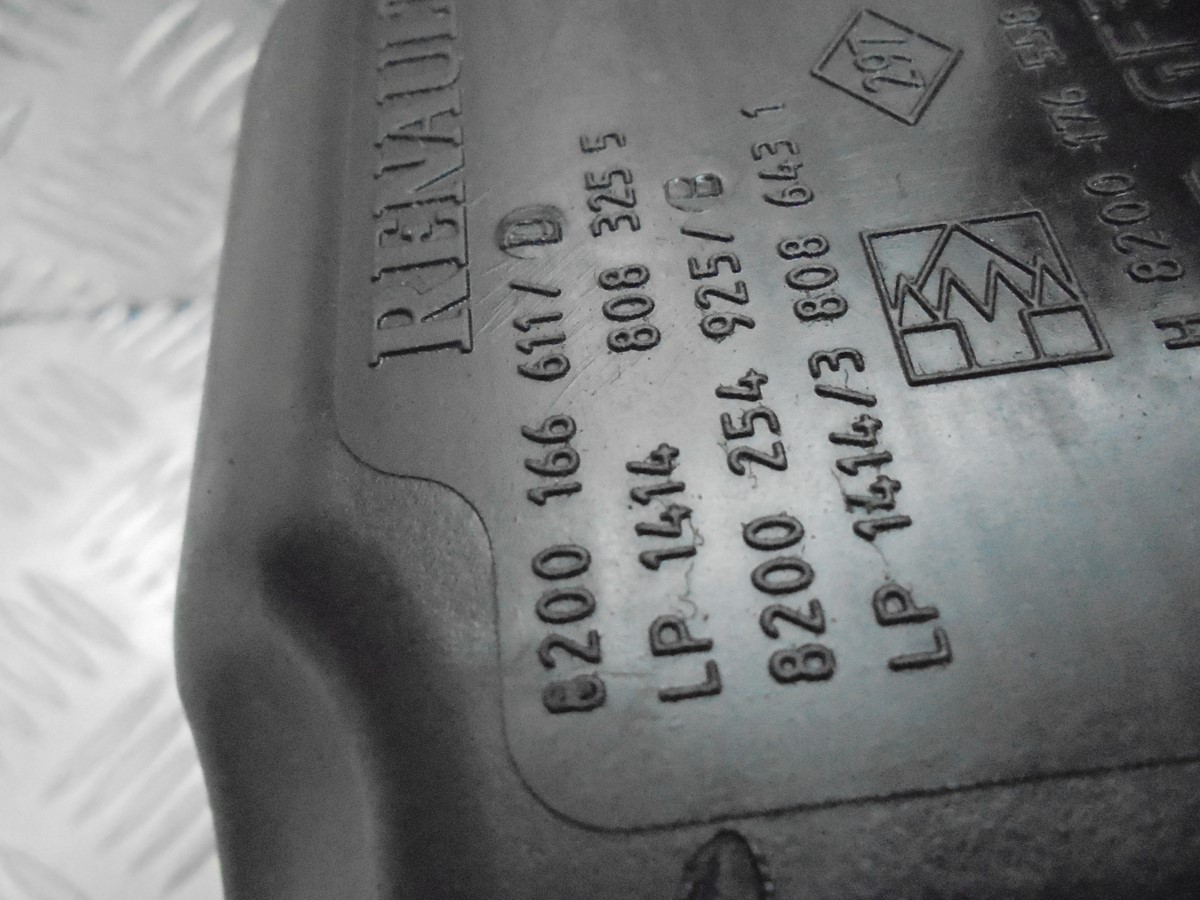 RENAULT
8200 166 611/D
LP 1414 808 325 5
8200 254 925/B
LP 1414/3 808 643 1
291
H 8200